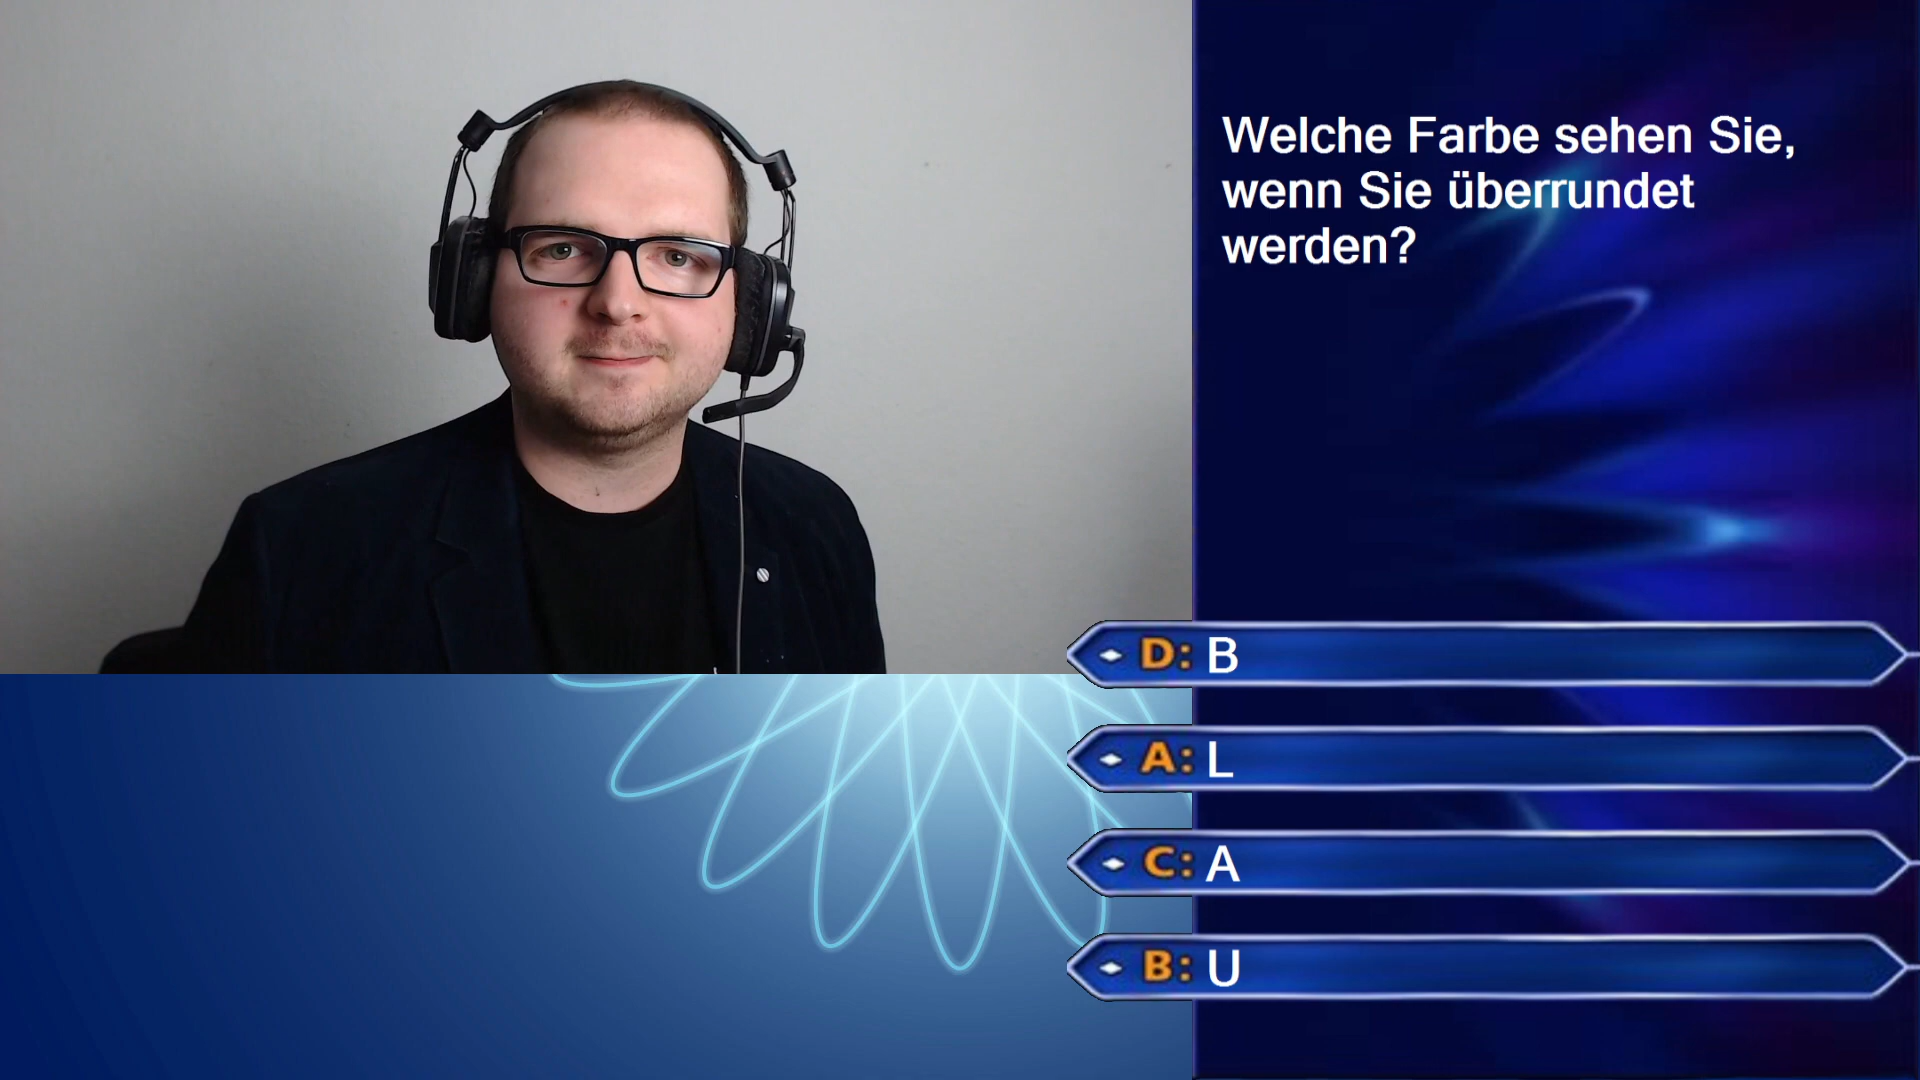 Welche Farbe sehen Sie,
wenn Sie überrundet
werden?
D: B
A: L
C: A
B: U